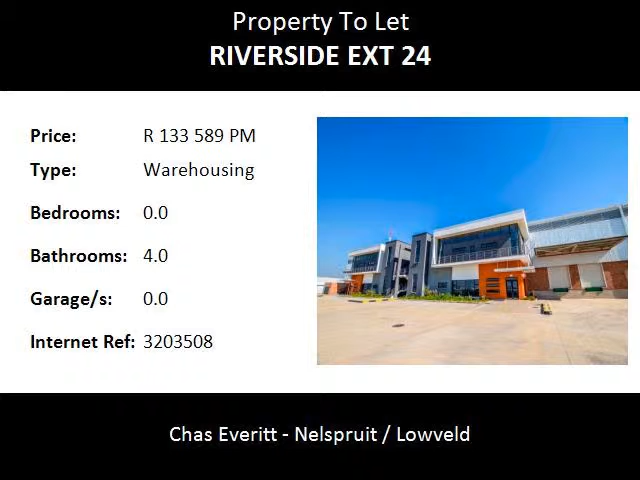 Property To Let
RIVERSIDE EXT 24
Price: R 133 589 PM
Type: Warehousing
Bedrooms: 0.0
Bathrooms: 4.0
Garage/s: 0.0
Internet Ref: 3203508
Chas Everitt - Nelspruit / Lowveld